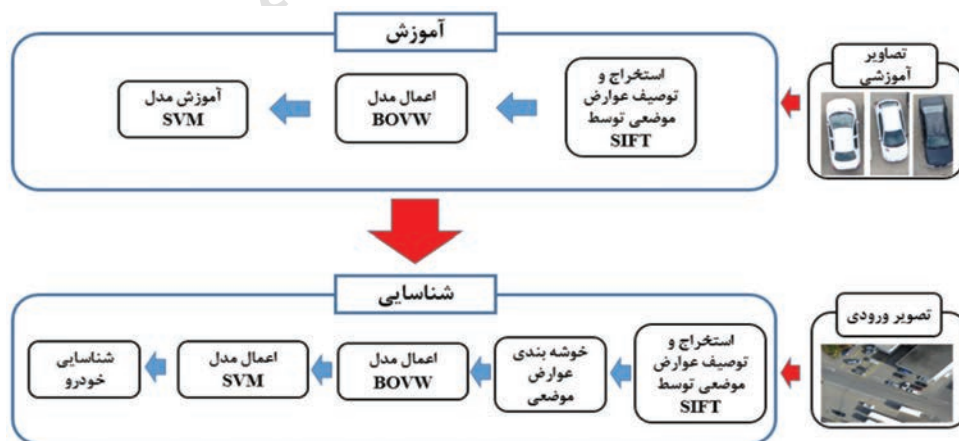 آموزش
تصاویر
آموزشی
استخراج و
توصیف عوارض
موضعی توسط
SIFT
اعمال مدل
BOVW
آموزش مدل
SVM
شناسایی
تصویر ورودی
استخراج و
توصیف عوارض
موضعی توسط
SIFT
خوشه بندی
عوارض
موضعی
اعمال مدل
BOVW
اعمال مدل
SVM
شناسایی
خودرو